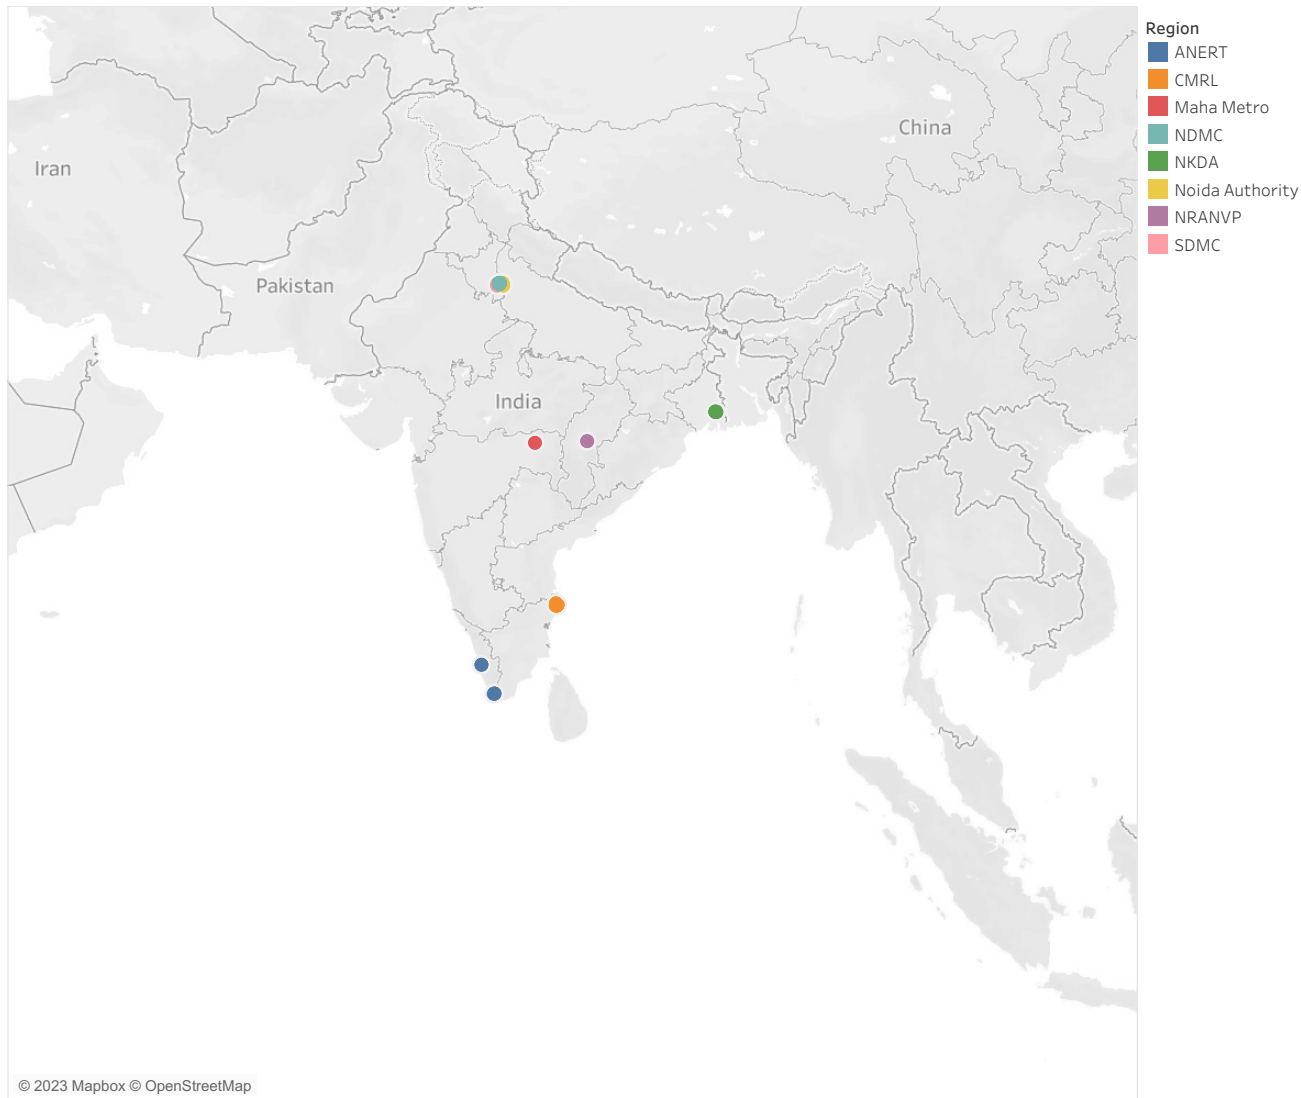 Region
ANERT
CMRL
Maha Metro
NDMC
NKDA
Noida Authority
NRANVP
SDMC
China
Iran
Pakistan
India
© 2023 Mapbox © OpenStreetMap